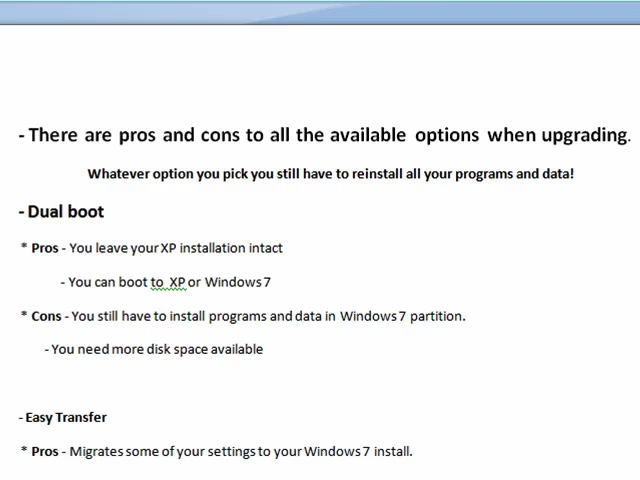 - There are pros and cons to all the available options when upgrading.
Whatever option you pick you still have to reinstall all your programs and data!
- Dual boot
* Pros - You leave your XP installation intact
- You can boot to XP or Windows 7
* Cons - You still have to install programs and data in Windows 7 partition.
- You need more disk space available
- Easy Transfer
* Pros - Migrates some of your settings to your Windows 7 install.